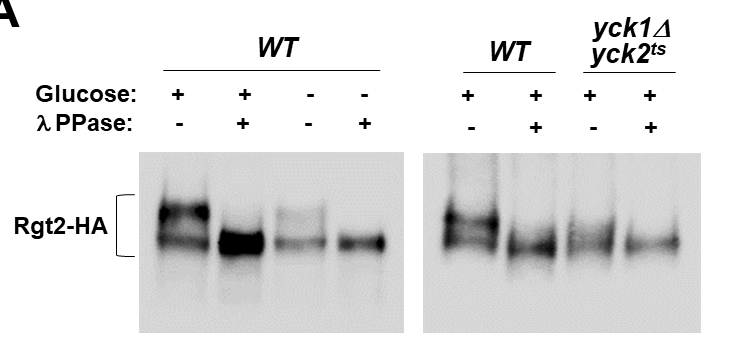 A
WT
Glucose: + + - -
λ PPase: - + - +
Rgt2-HA
WT
yck1Δ
yck2ts
+ + + +
- + - +